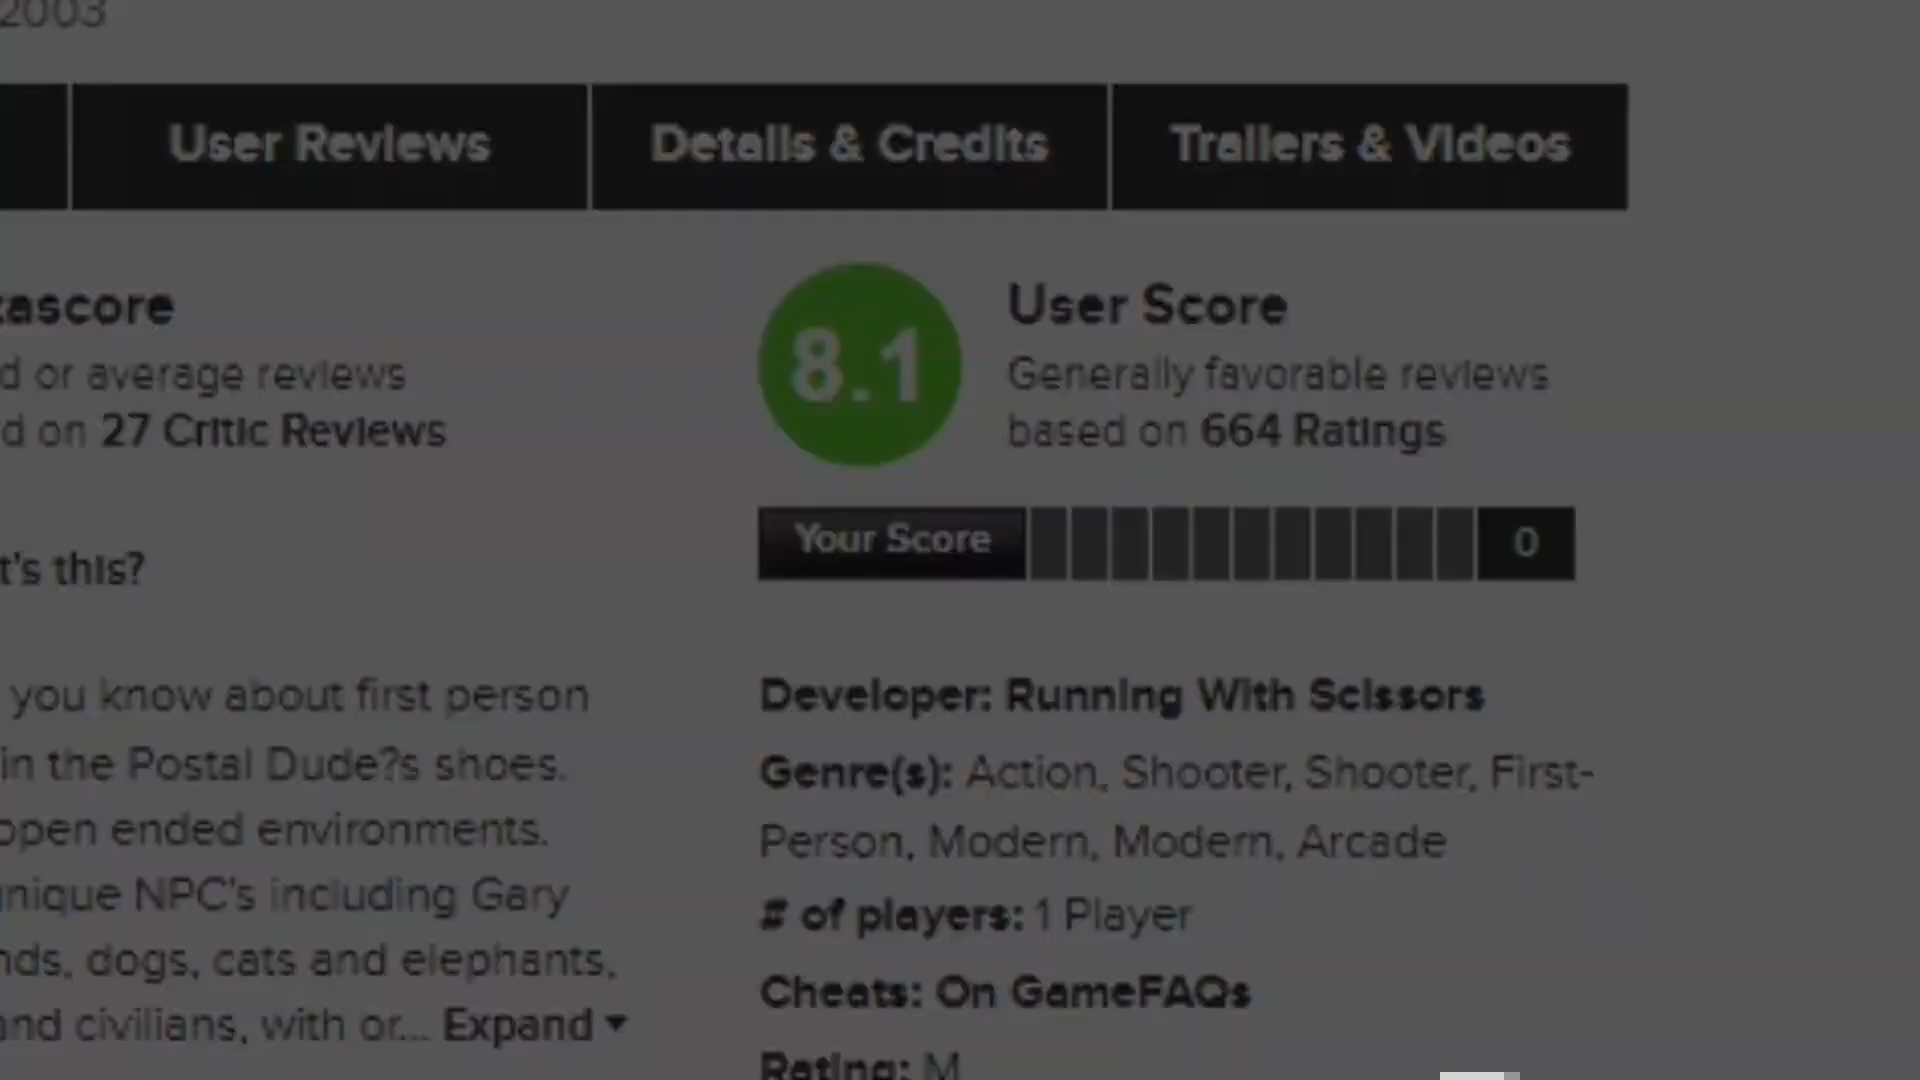 2003
User Reviews
Details & Credits
Trailers & Videos
tascore
d or average reviews
d on 27 Critic Reviews
8.1
User Score
Generally favorable reviews
based on 664 Ratings
Your Score
0
t's this?
you know about first person
in the Postal Dude?s shoes.
open ended environments.
unique NPC's including Gary
nds, dogs, cats and elephants,
and civilians, with or... Expand
Developer: Running With Scissors
Genre(s): Action, Shooter, Shooter, First-
Person, Modern, Modern, Arcade
# of players: 1 Player
Cheats: On GameFAQs
Rating: M